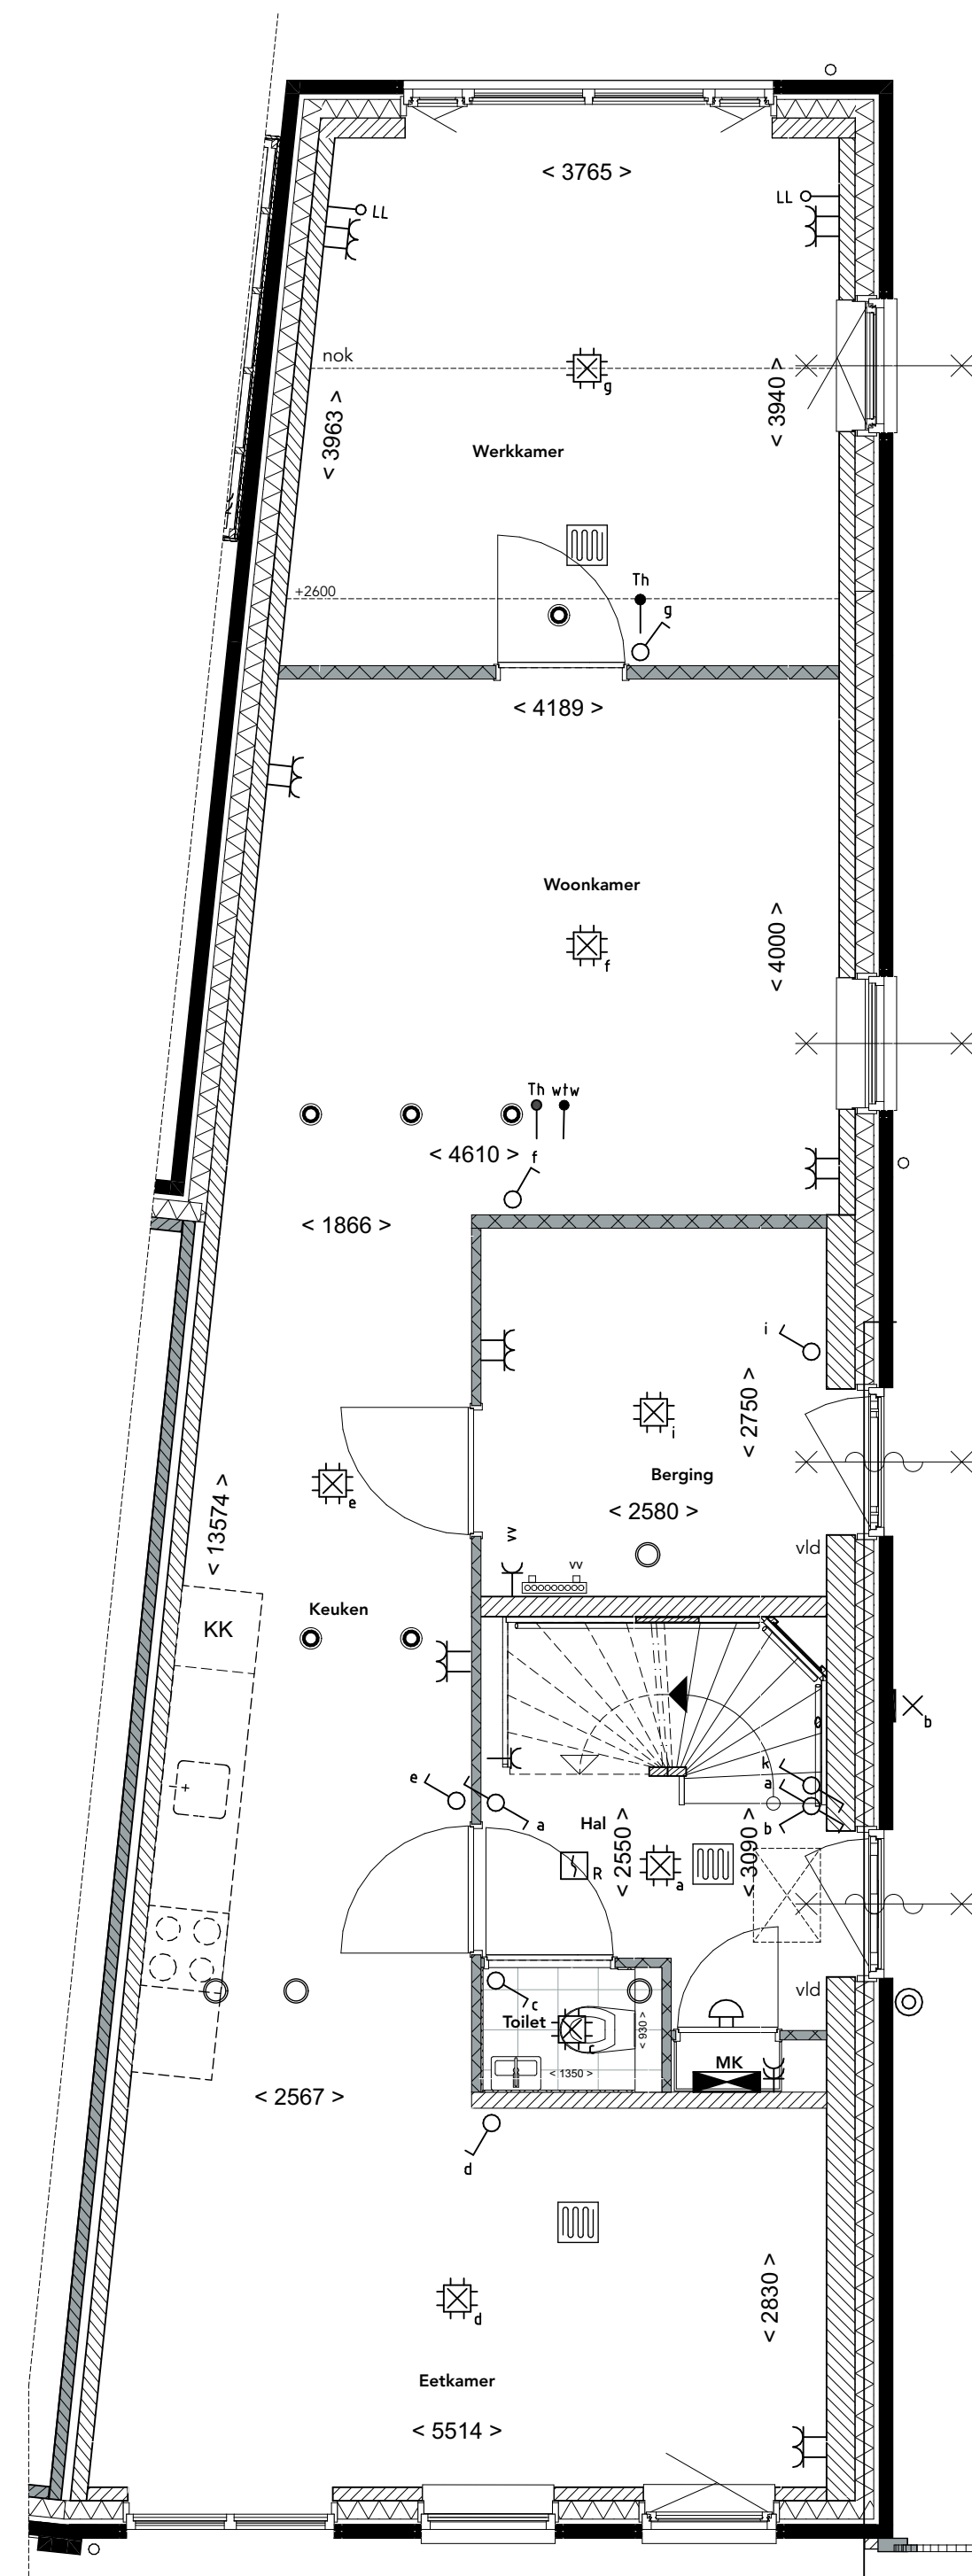 < 3765 >
LL
LL
nok
g
< 3963 >
< 3940 >
Werkkamer
Th
+2600
g
< 4189 >
Woonkamer
f
< 4000 >
Th wtw
< 4610 >
f
< 1866 >
i
i
< 2750 >
Berging
e
< 13574 >
< 2580 >
vv
vld
vv
Keuken
KK
b
k
e
a
a
Hal
b
< 2550 >
< 3090 >
R
a
vld
c
Toilet
c
< 930 >
MK
< 1350 >
< 2567 >
d
< 2830 >
d
Eetkamer
< 5514 >